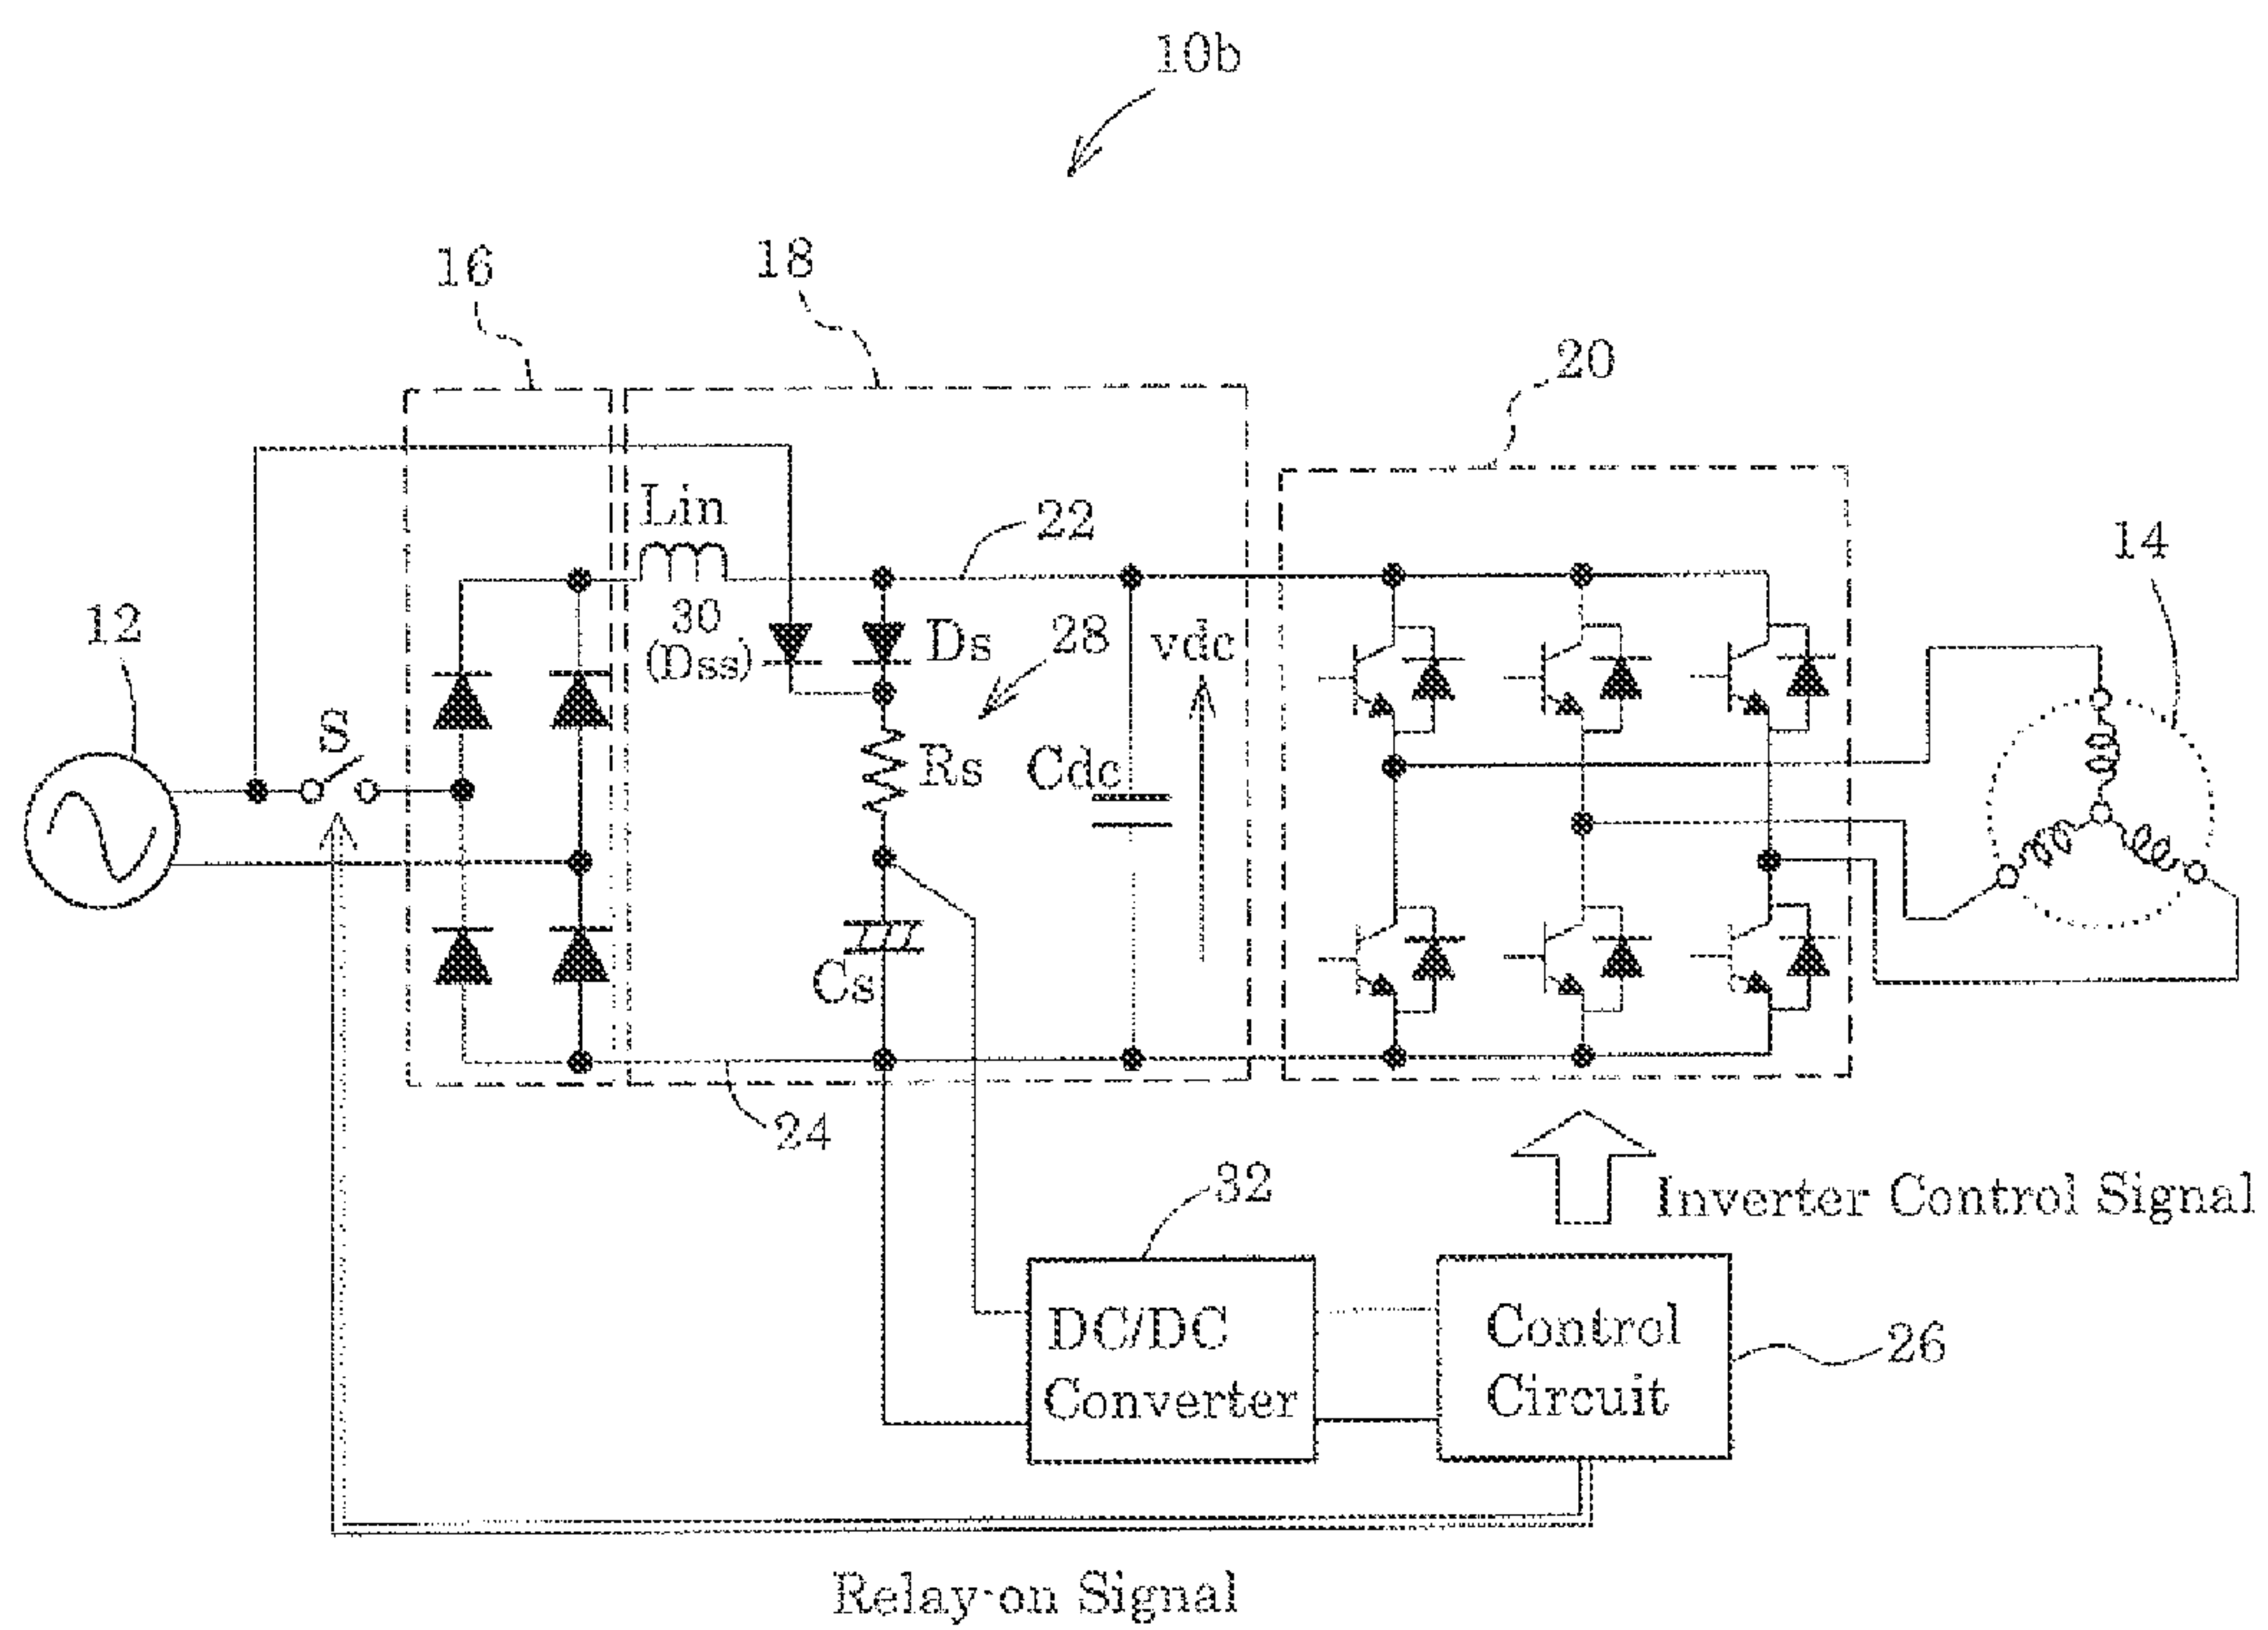 10b
16
18
20
Lin
22
14
12
30
(Dss)
Ds
28
vdc
S
Rs
Cdc
Cs
24
32
Inverter Control Signal
DC/DC
Converter
Control
Circuit
26
Relay-on Signal